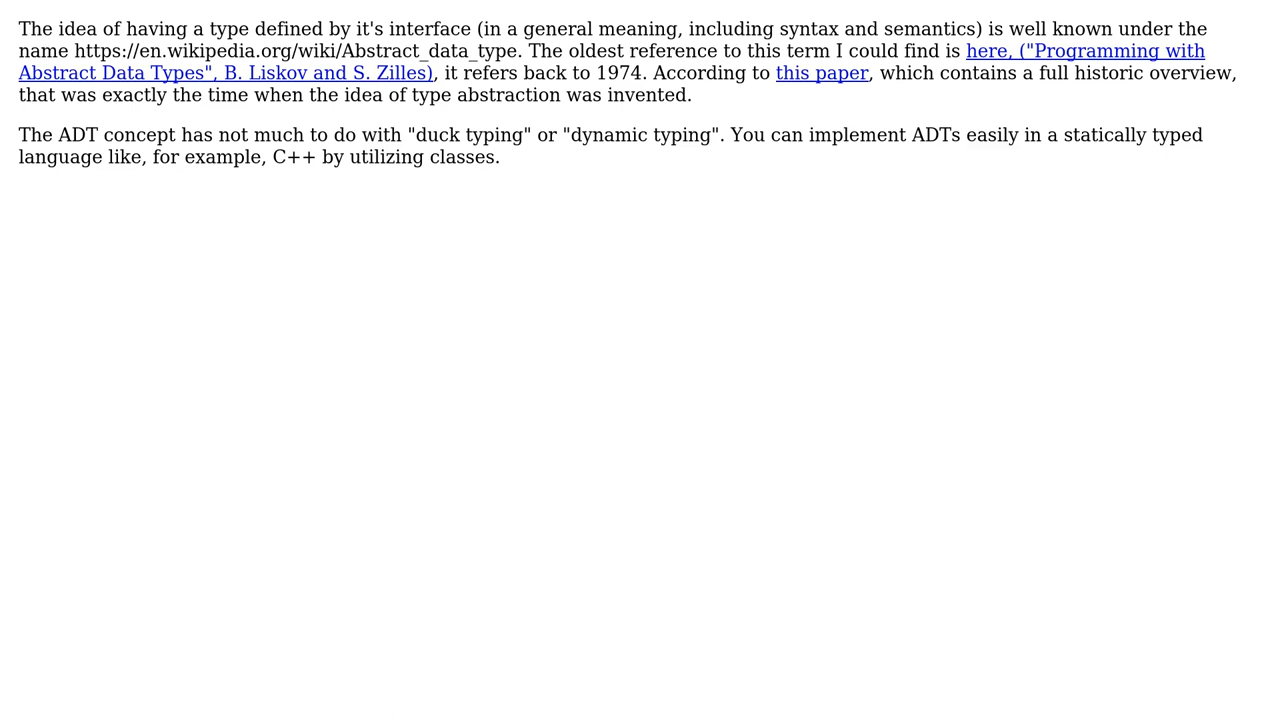 The idea of having a type defined by it's interface (in a general meaning, including syntax and semantics) is well known under the
name https://en.wikipedia.org/wiki/Abstract_data_type. The oldest reference to this term I could find is here, ("Programming with
Abstract Data Types", B. Liskov and S. Zilles), it refers back to 1974. According to this paper, which contains a full historic overview,
that was exactly the time when the idea of type abstraction was invented.
The ADT concept has not much to do with "duck typing" or "dynamic typing". You can implement ADTs easily in a statically typed
language like, for example, C++ by utilizing classes.